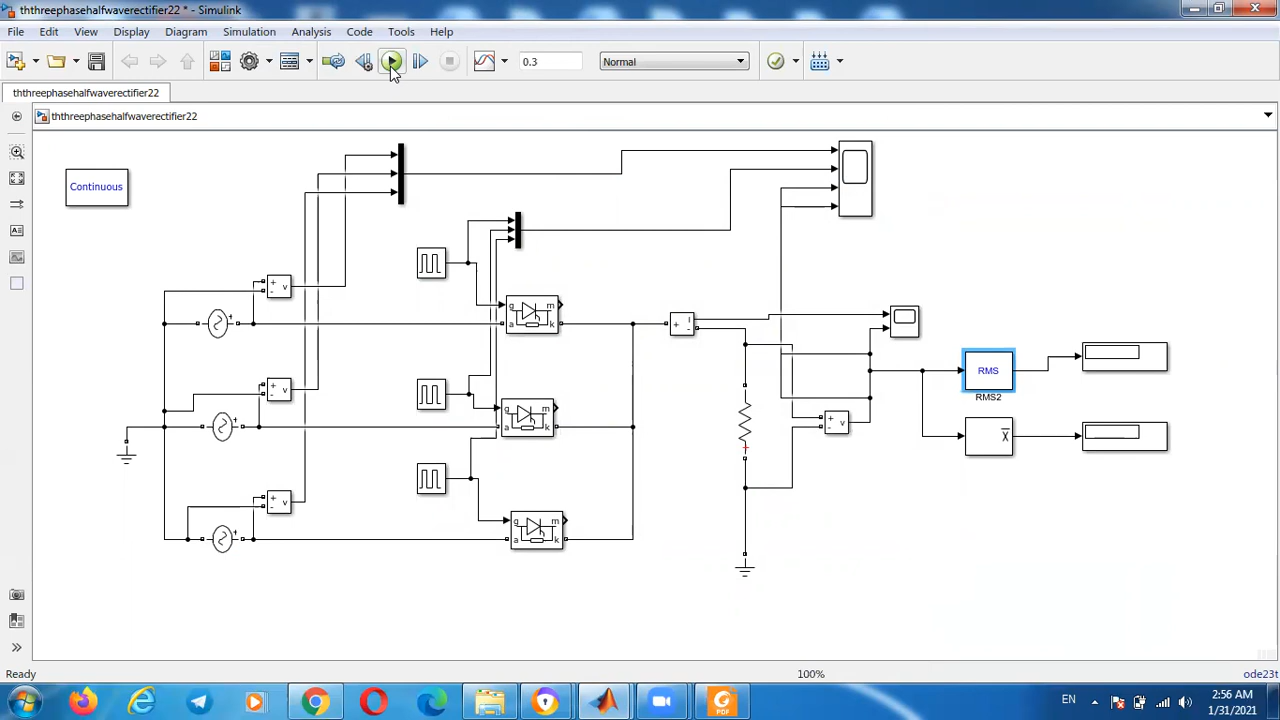 ththreephasehalfwaverectifier22 * - Simulink
File Edit View Display Diagram Simulation Analysis Code Tools Help
0.3 Normal
ththreephasehalfwaverectifier22
ththreephasehalfwaverectifier22
Continuous
+ - v
g m
a k
+ i -
+ - v
g m
a k
RMS
RMS2
+ - v
x
+ - v
g m
a k
Ready 100% ode23t
PDF
EN 2:56 AM
1/31/2021